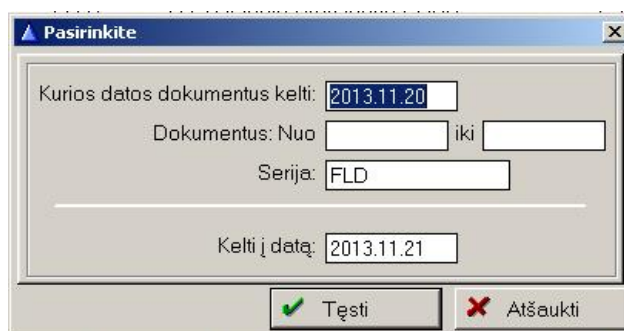 Pasirinkite
Kurios datos dokumentus kelti: 2013.11.20
Dokumentus: Nuo iki
Serija: FLD
Kelti į datą: 2013.11.21
Tęsti Atšaukti